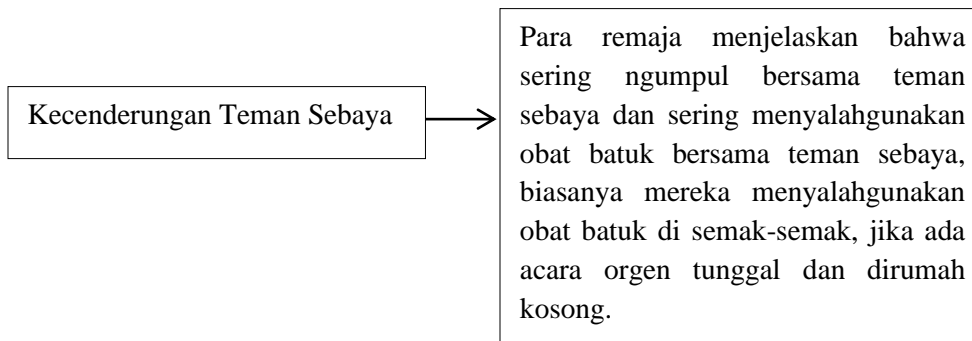 Kecenderungan Teman Sebaya
Para remaja menjelaskan bahwa
sering ngumpul bersama teman
sebaya dan sering menyalahgunakan
obat batuk bersama teman sebaya,
biasanya mereka menyalahgunakan
obat batuk di semak-semak, jika ada
acara orgen tunggal dan dirumah
kosong.